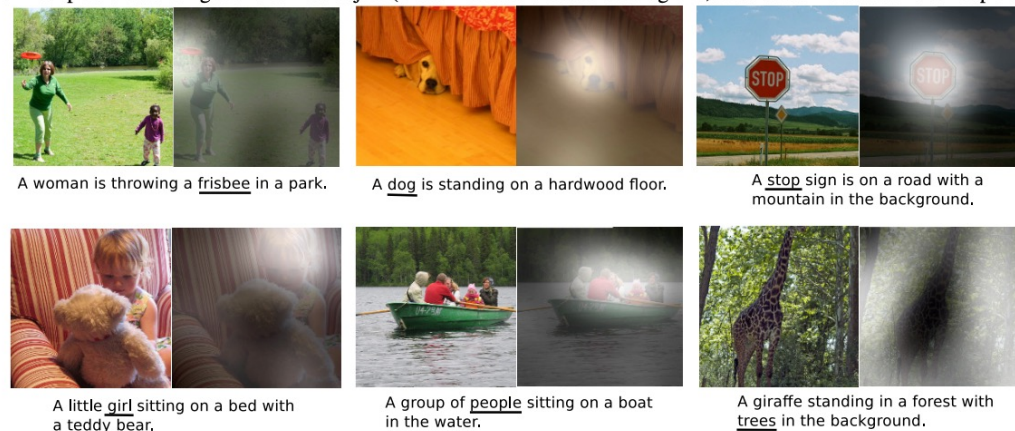 A woman is throwing a frisbee in a park.
A dog is standing on a hardwood floor.
STOP
STOP
A stop sign is on a road with a
mountain in the background.
A little girl sitting on a bed with
a teddy bear.
A group of people sitting on a boat
in the water.
A giraffe standing in a forest with
trees in the background.